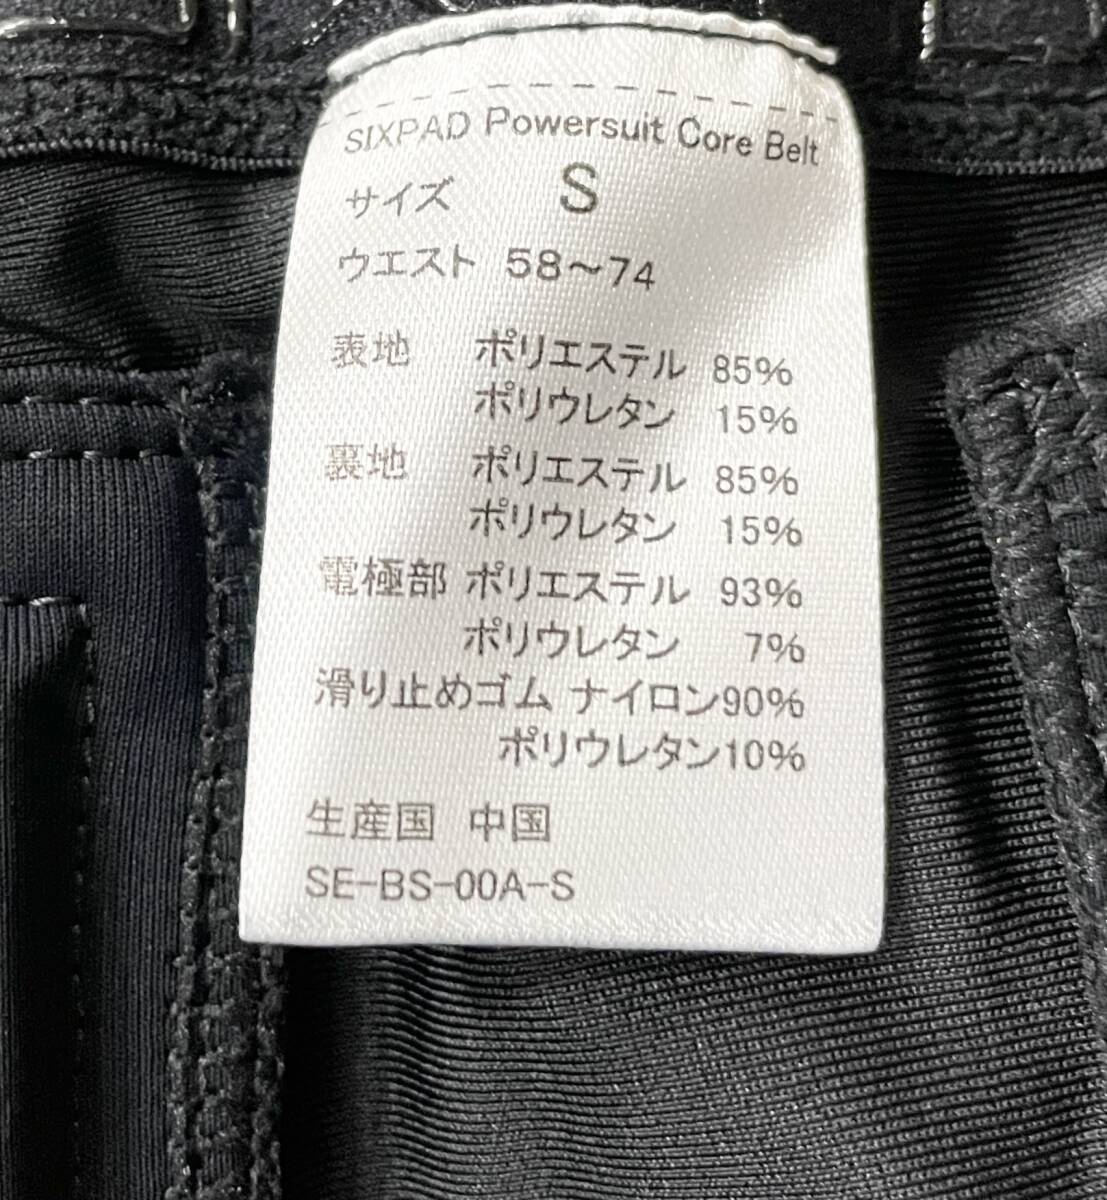 SIXPAD Powersuit Core Belt
サイズ S
ウエスト 58～74
表地 ポリエステル 85%
ポリウレタン 15%
裏地 ポリエステル 85%
ポリウレタン 15%
電極部 ポリエステル 93%
ポリウレタン 7%
滑り止めゴム ナイロン90%
ポリウレタン10%
生産国 中国
SE-BS-00A-S